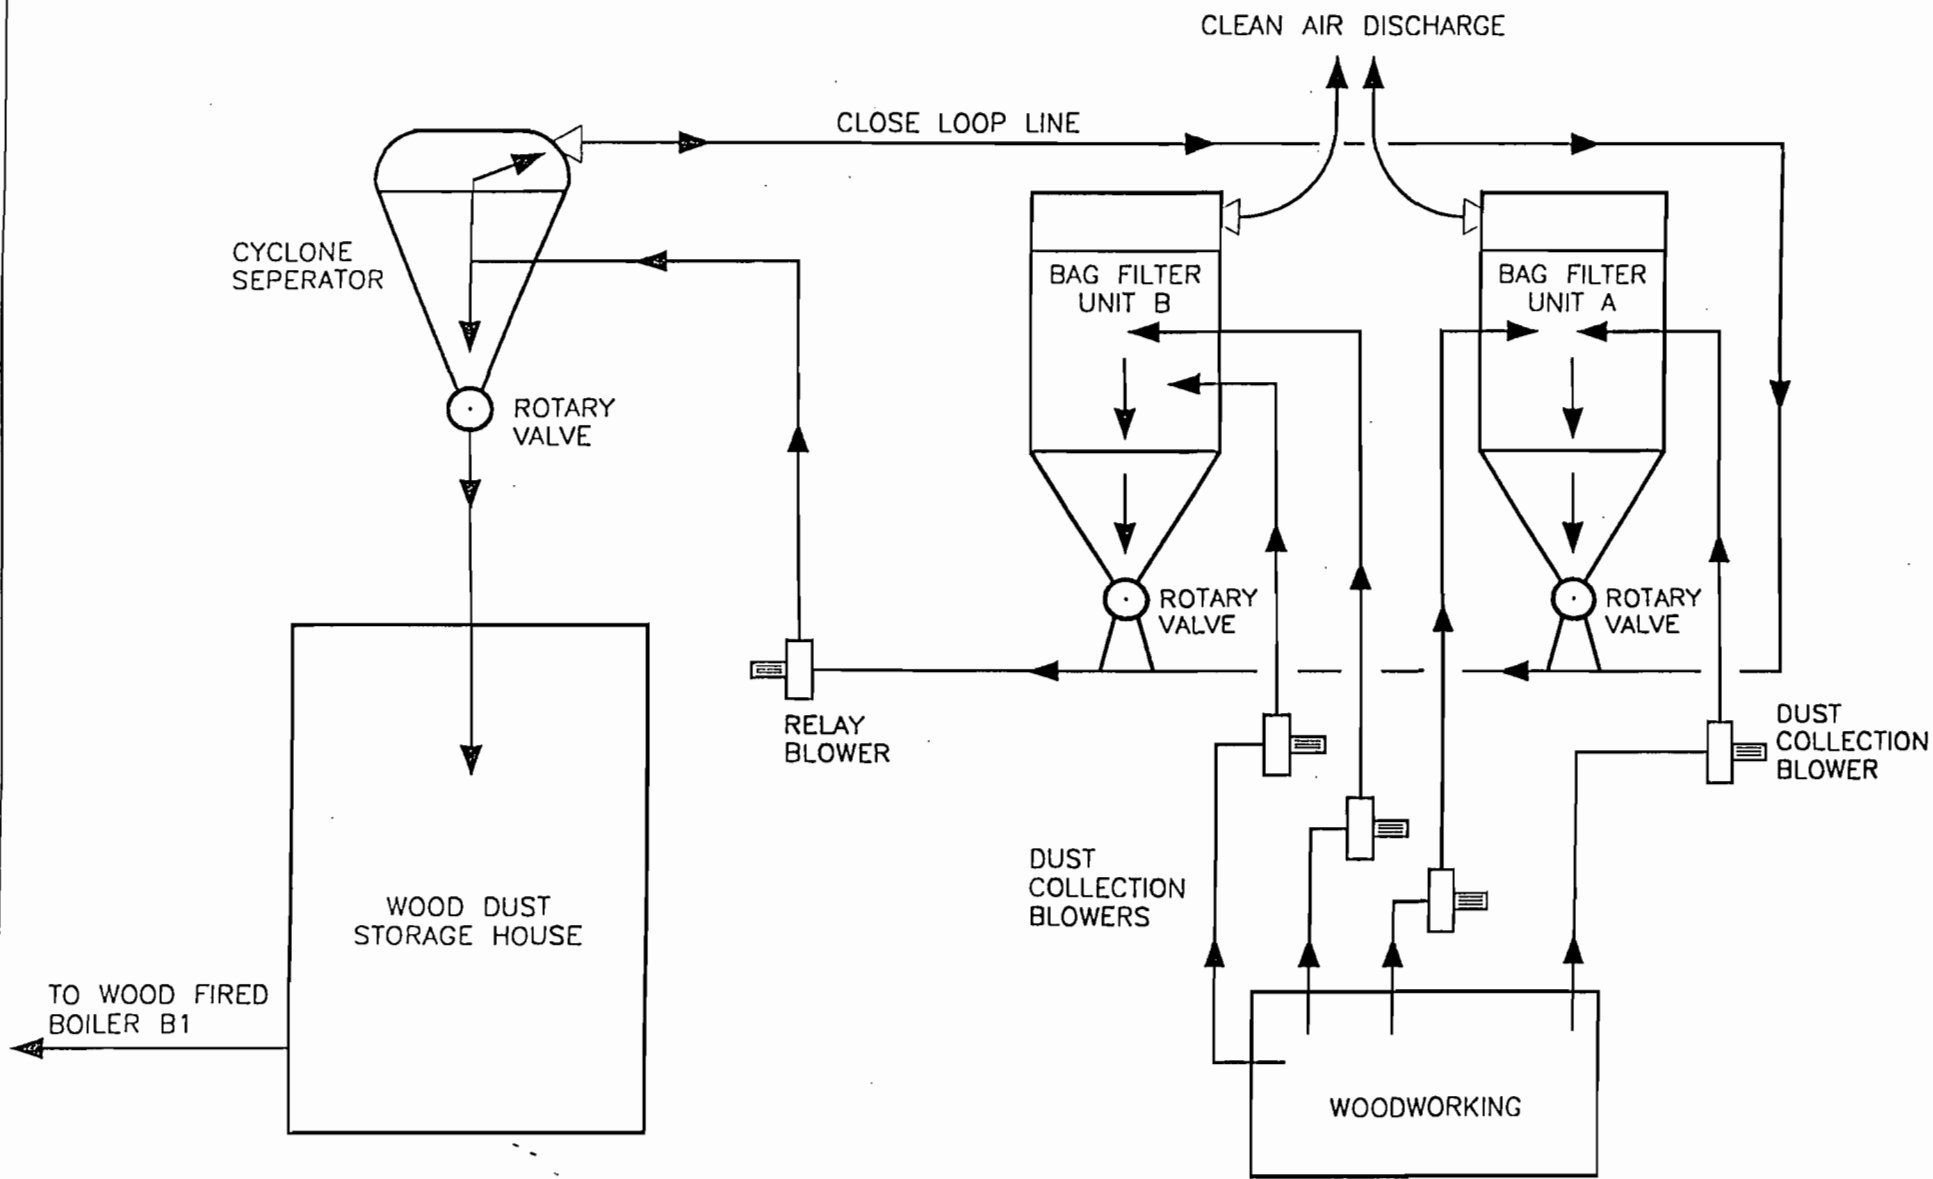 CLEAN AIR DISCHARGE
CLOSE LOOP LINE
CYCLONE
SEPERATOR
BAG FILTER
UNIT B
BAG FILTER
UNIT A
ROTARY
VALVE
ROTARY
VALVE
ROTARY
VALVE
RELAY
BLOWER
DUST
COLLECTION
BLOWER
DUST
COLLECTION
BLOWERS
WOOD DUST
STORAGE HOUSE
TO WOOD FIRED
BOILER B1
WOODWORKING